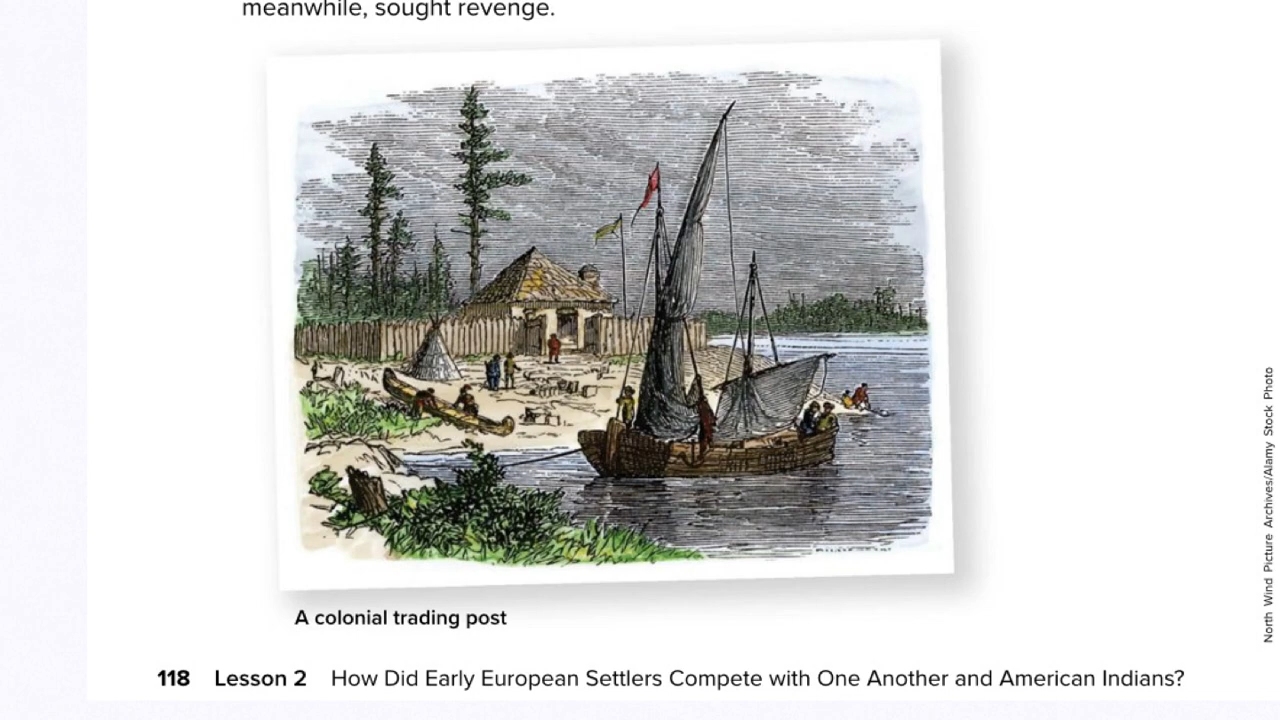 meanwhile, sought revenge.
A colonial trading post
North Wind Picture Archives/Alamy Stock Photo
118 Lesson 2 How Did Early European Settlers Compete with One Another and American Indians?